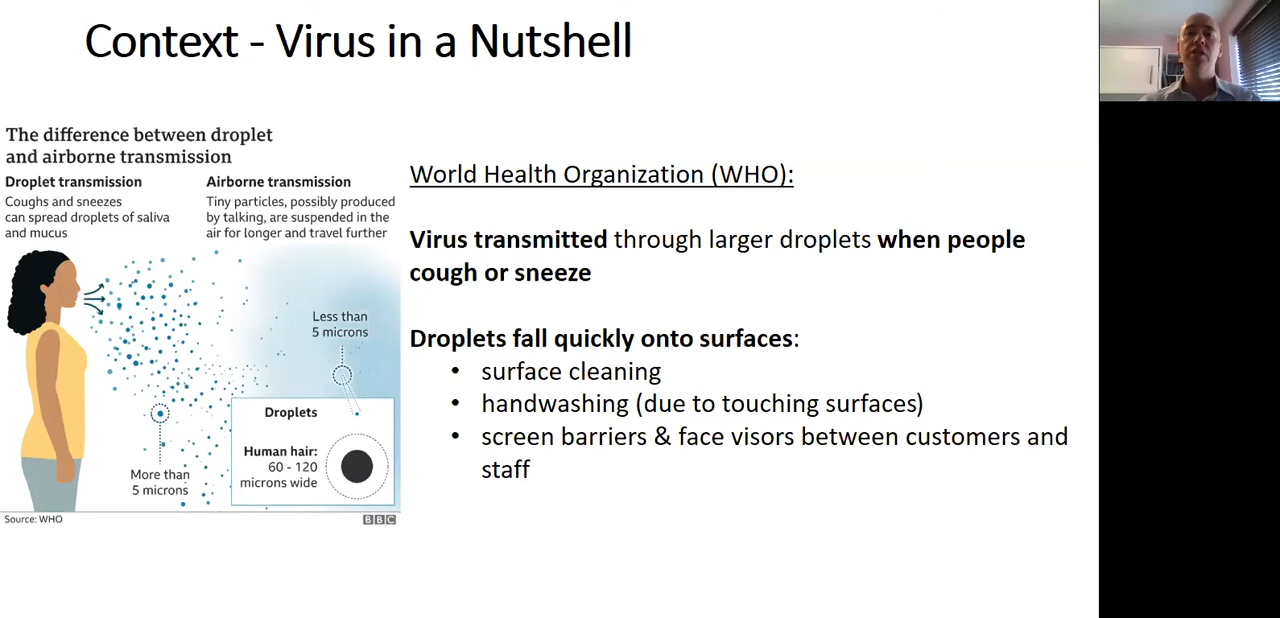 Context - Virus in a Nutshell
The difference between droplet
and airborne transmission
Droplet transmission
Coughs and sneezes
can spread droplets of saliva
and mucus
Airborne transmission
Tiny particles, possibly produced
by talking, are suspended in the
air for longer and travel further
Less than
5 microns
Droplets
Human hair:
60 - 120
microns wide
More than
5 microns
Source: WHO
BBC
World Health Organization (WHO):
Virus transmitted through larger droplets when people
cough or sneeze
Droplets fall quickly onto surfaces:
• surface cleaning
• handwashing (due to touching surfaces)
• screen barriers & face visors between customers and
staff